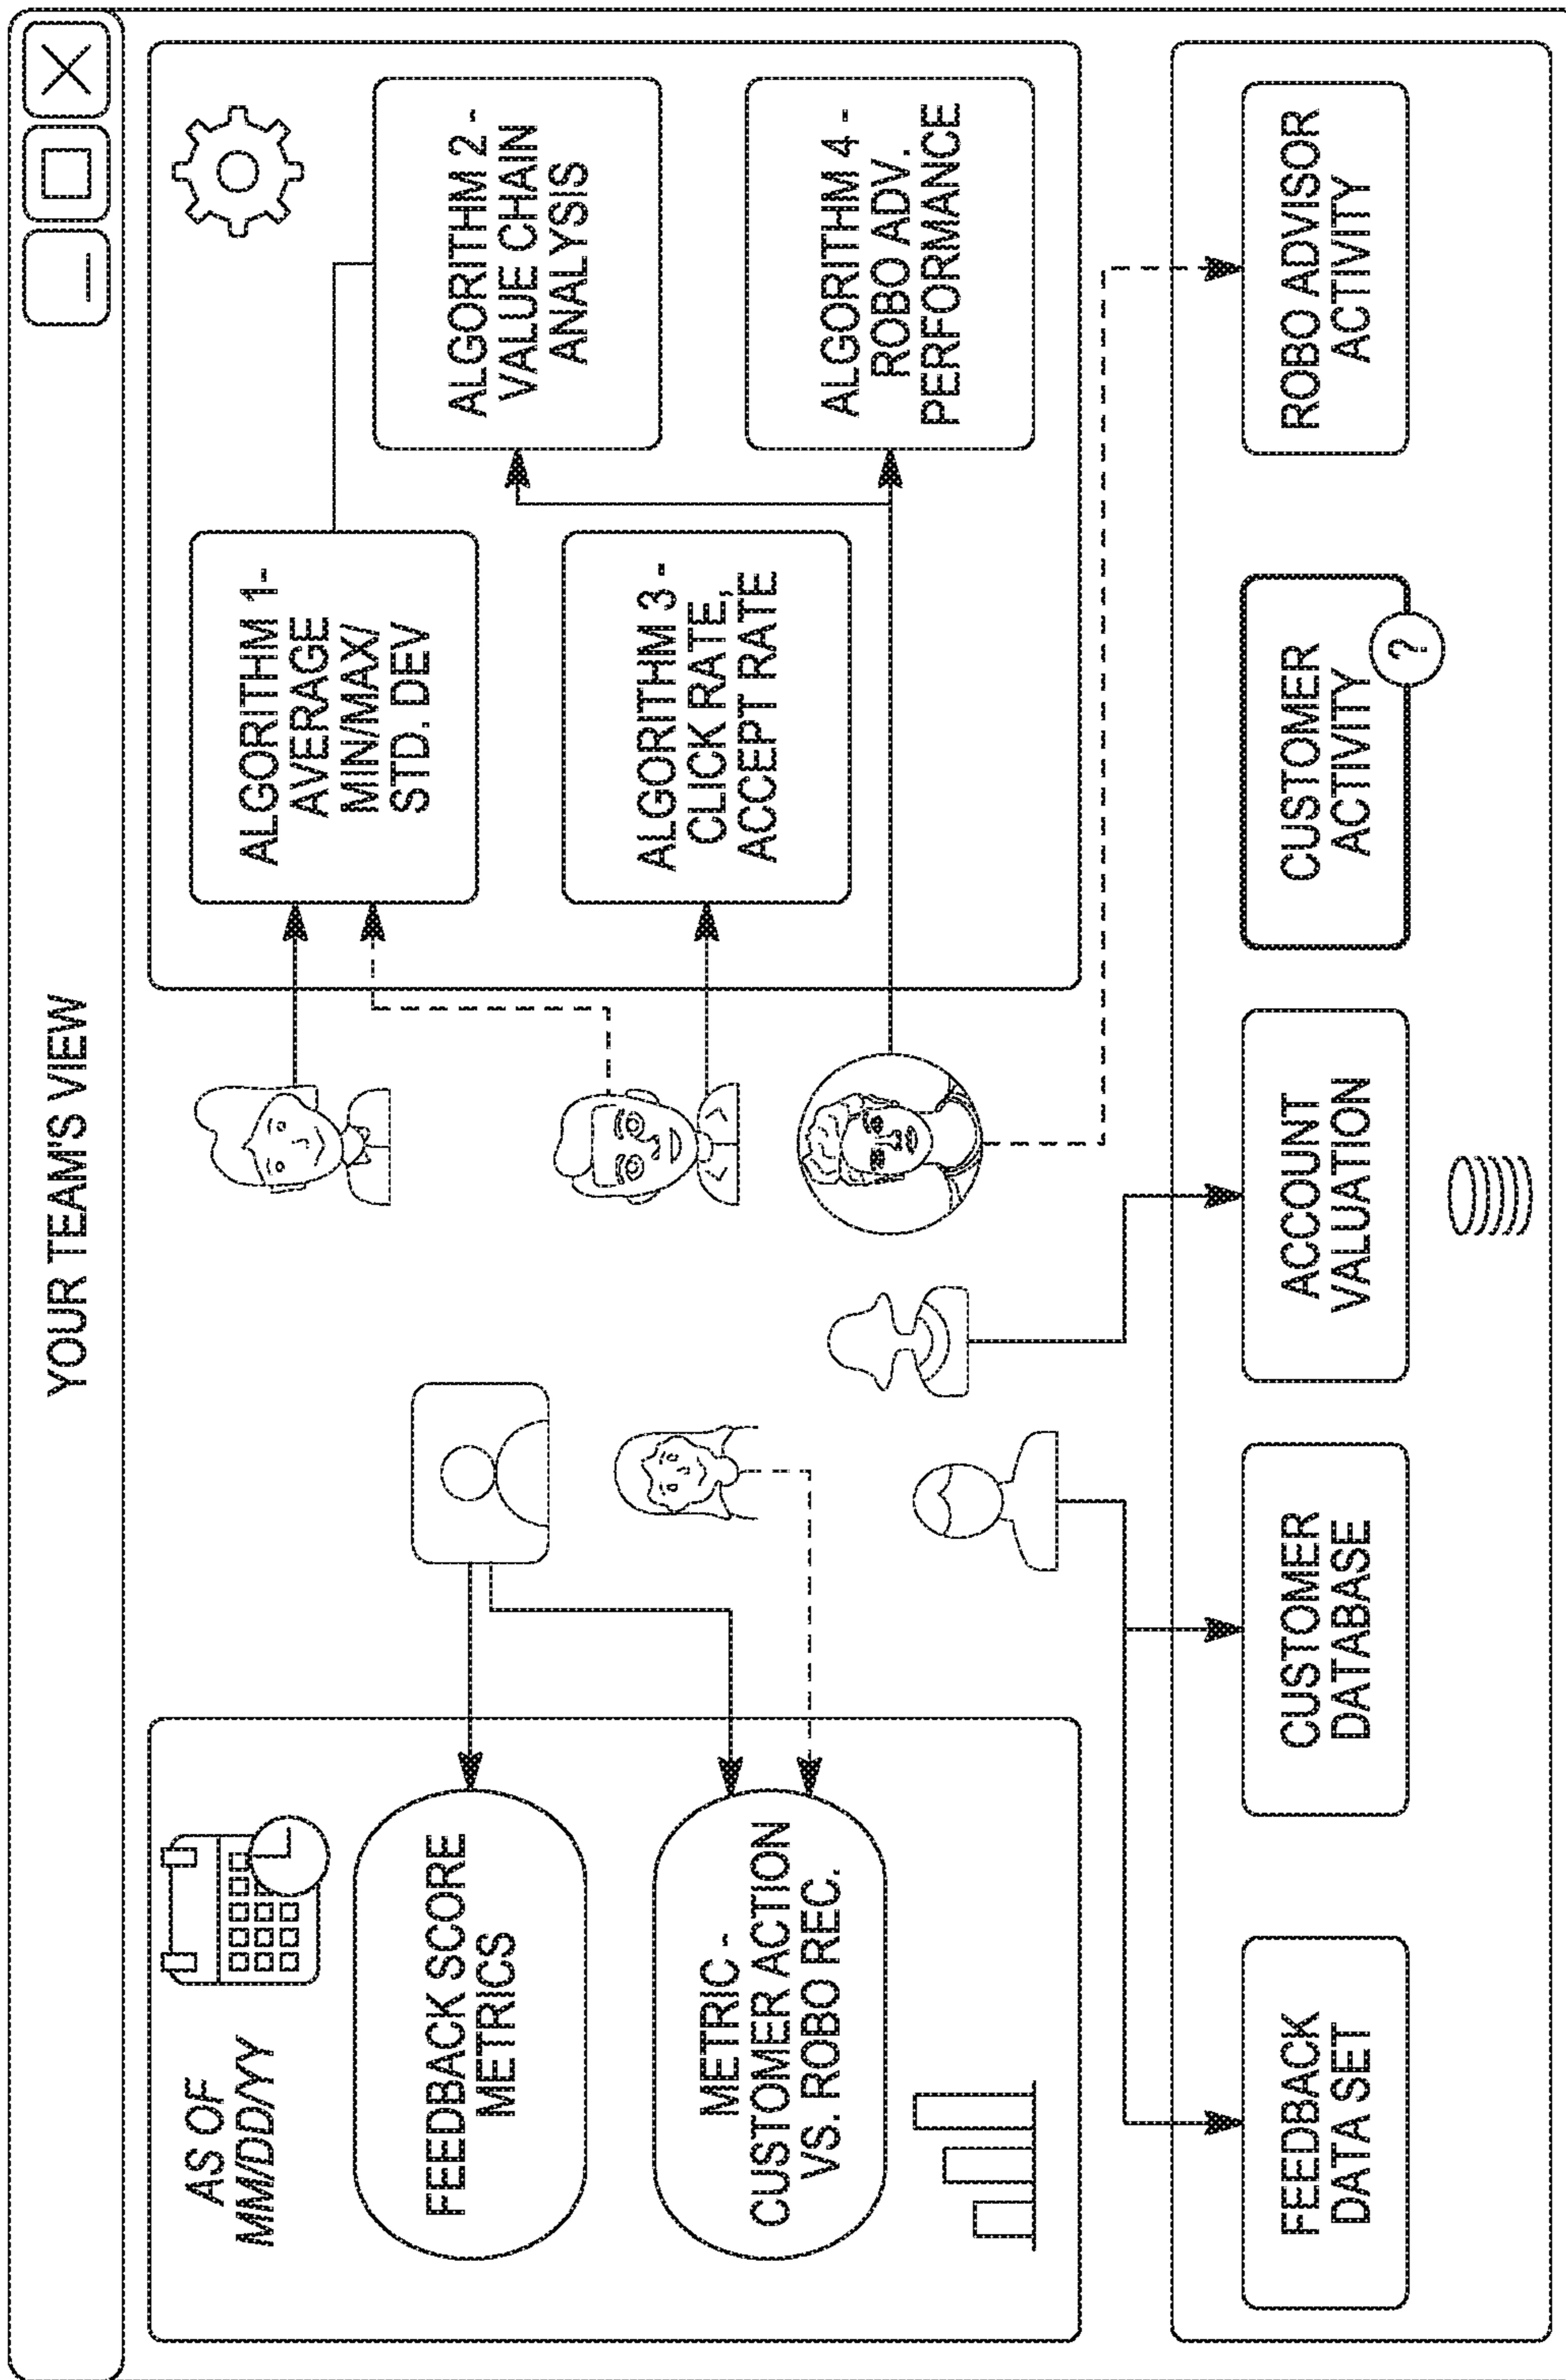 YOUR TEAM'S VIEW
AS OF
MM/DD/YY
FEEDBACK SCORE
METRICS
METRIC -
CUSTOMER ACTION
VS. ROBO REC.
ALGORITHM 1-
AVERAGE
MIN/MAX/
STD. DEV
ALGORITHM 2 -
VALUE CHAIN
ANALYSIS
ALGORITHM 3 -
CLICK RATE,
ACCEPT RATE
ALGORITHM 4 -
ROBO ADV.
PERFORMANCE
FEEDBACK
DATA SET
CUSTOMER
DATABASE
ACCOUNT
VALUATION
CUSTOMER
ACTIVITY
?
ROBO ADVISOR
ACTIVITY